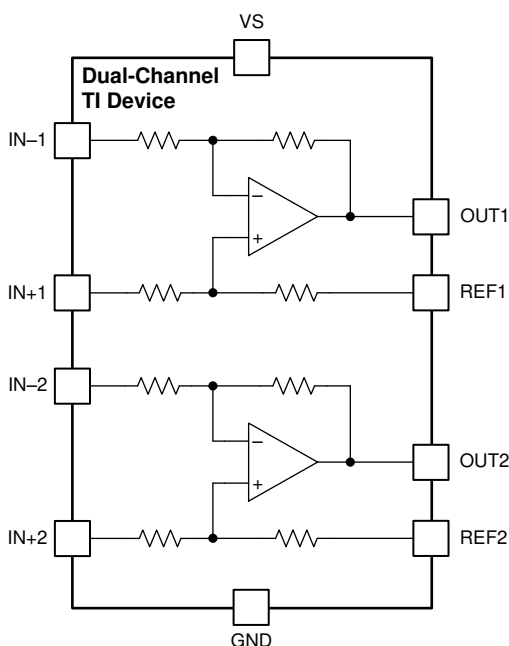 VS
Dual-Channel
TI Device
IN–1
−
OUT1
+
IN+1
REF1
IN–2
−
OUT2
+
IN+2
REF2
GND